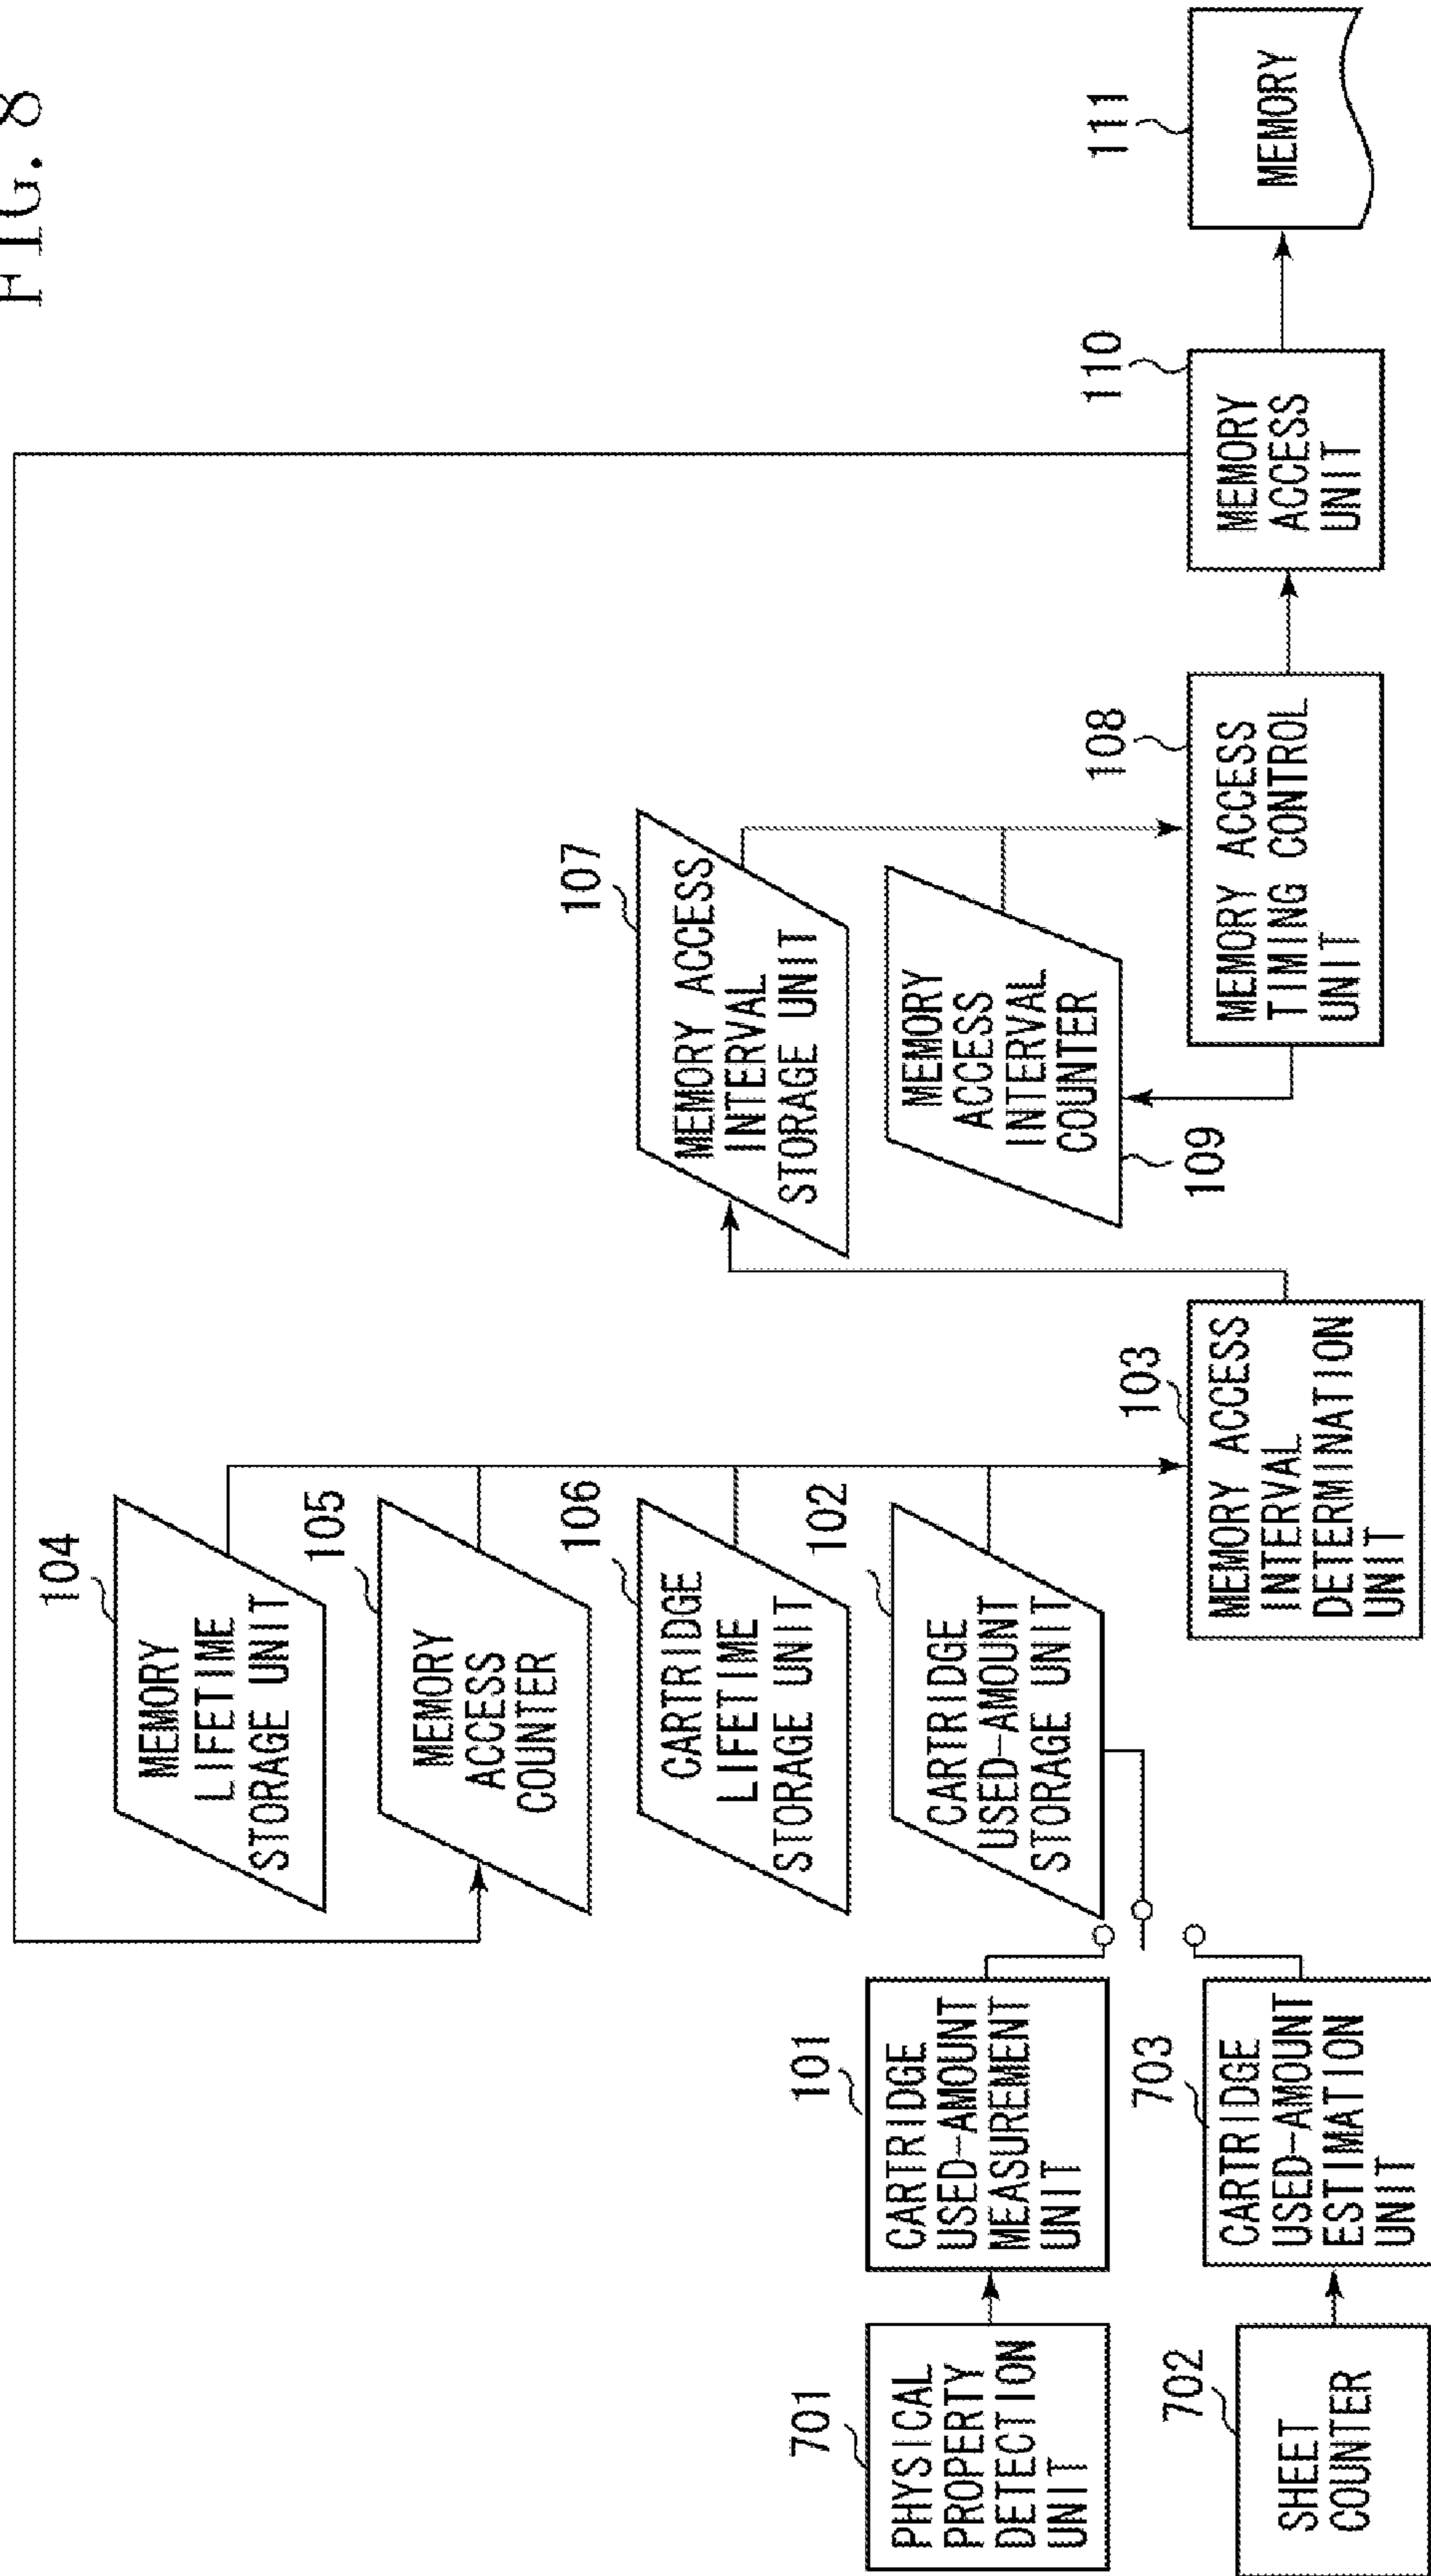 FIG. 8
104
MEMORY
LIFETIME
STORAGE UNIT
105
MEMORY
ACCESS
COUNTER
106
CARTRIDGE
LIFETIME
STORAGE UNIT
102
CARTRIDGE
USED-AMOUNT
STORAGE UNIT
701
PHYSICAL
PROPERTY
DETECTION
UNIT
101
CARTRIDGE
USED-AMOUNT
MEASUREMENT
UNIT
702
SHEET
COUNTER
703
CARTRIDGE
USED-AMOUNT
ESTIMATION
UNIT
103
MEMORY ACCESS
INTERVAL
DETERMINATION
UNIT
107
MEMORY ACCESS
INTERVAL
STORAGE UNIT
MEMORY
ACCESS
INTERVAL
COUNTER
109
108
MEMORY ACCESS
TIMING CONTROL
UNIT
110
MEMORY
ACCESS
UNIT
111
MEMORY